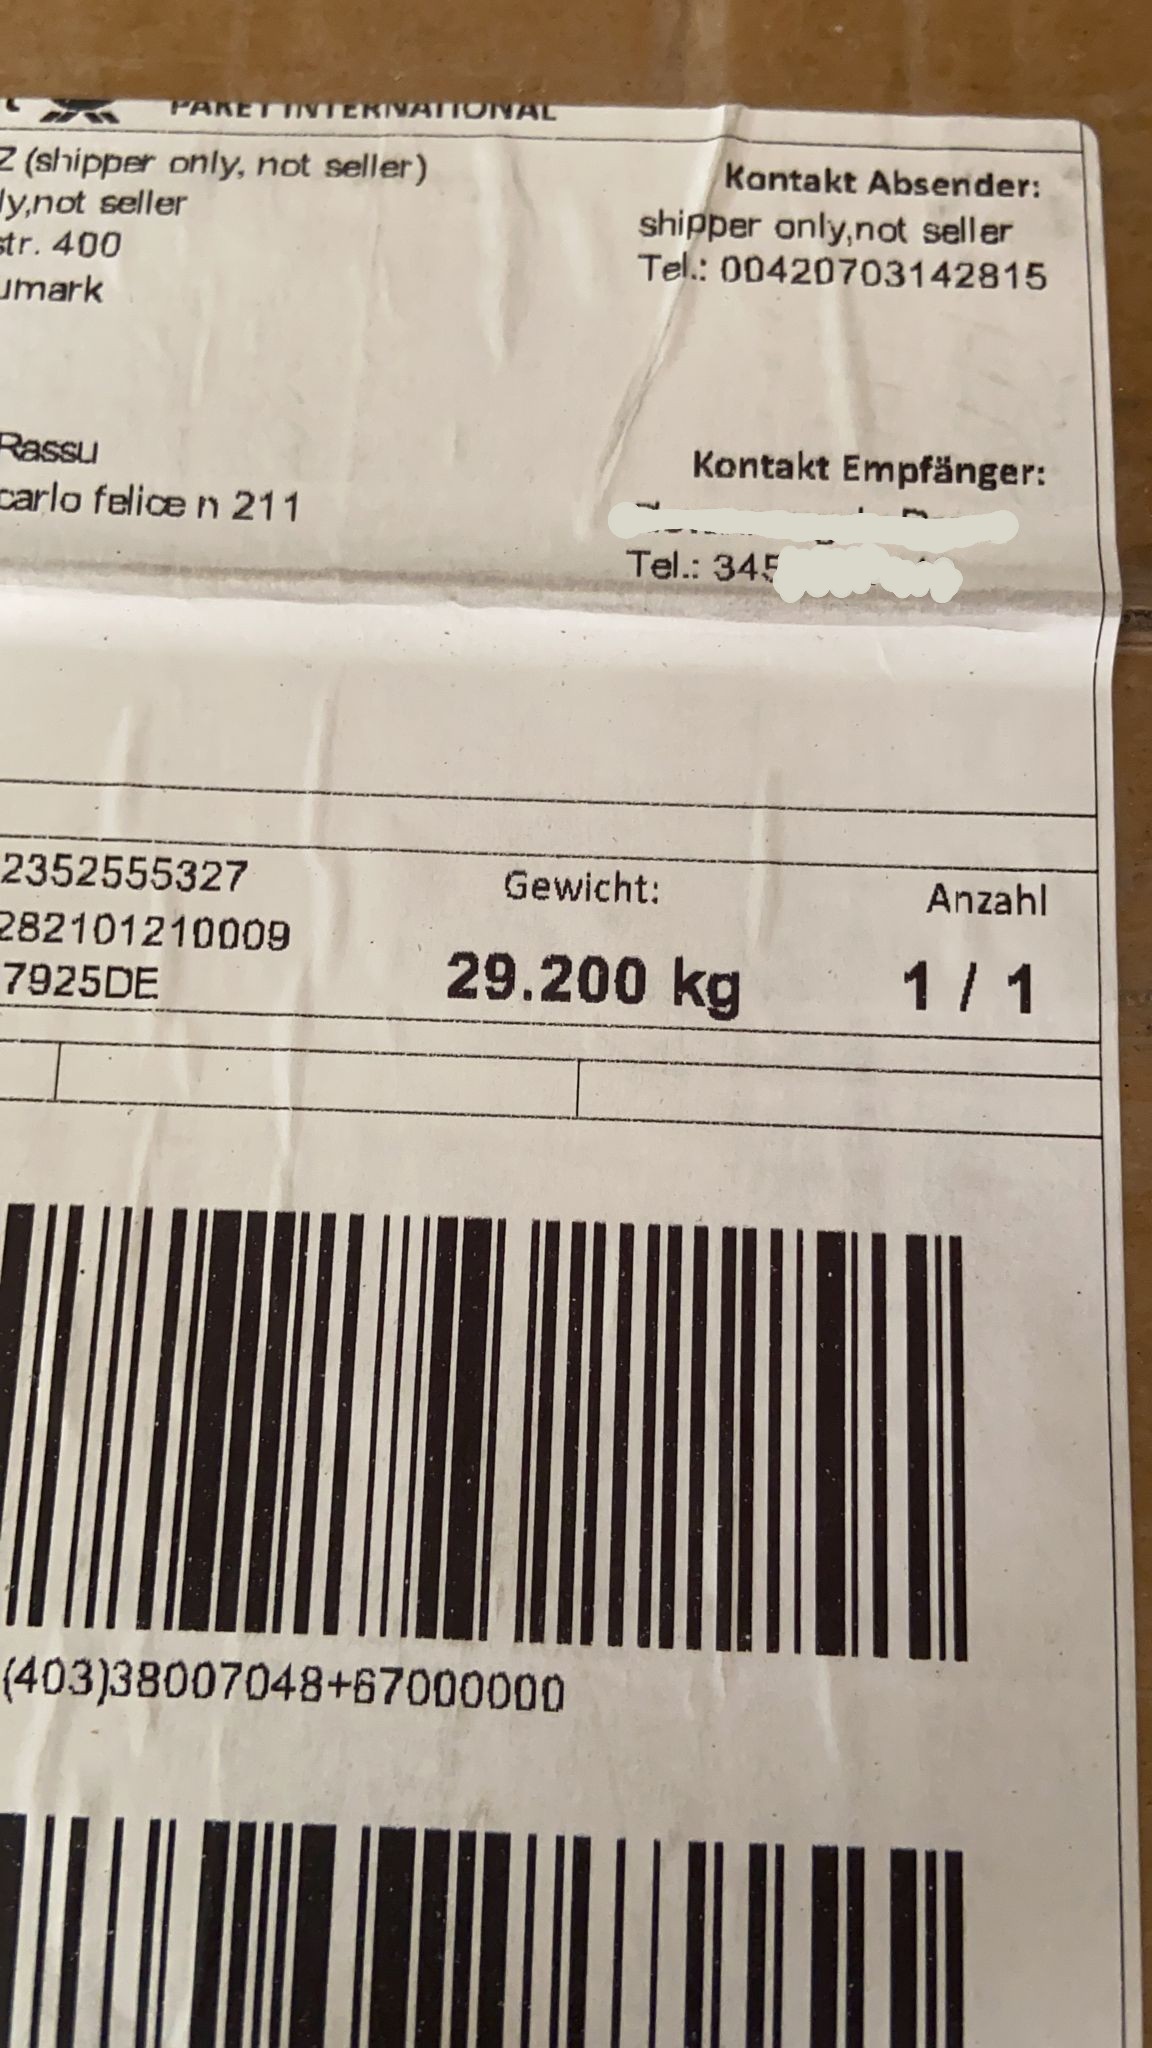 PAKET INTERNATIONAL
Z (shipper only, not seller)
ly,not seller
str. 400
umark
Kontakt Absender:
shipper only,not seller
Tel.: 00420703142815
Rassu
carlo felice n 211
Kontakt Empfänger:
Tel.: 345
2352555327
282101210009
7925DE
Gewicht:
29.200 kg
Anzahl
1 / 1
(403)38007048+67000000